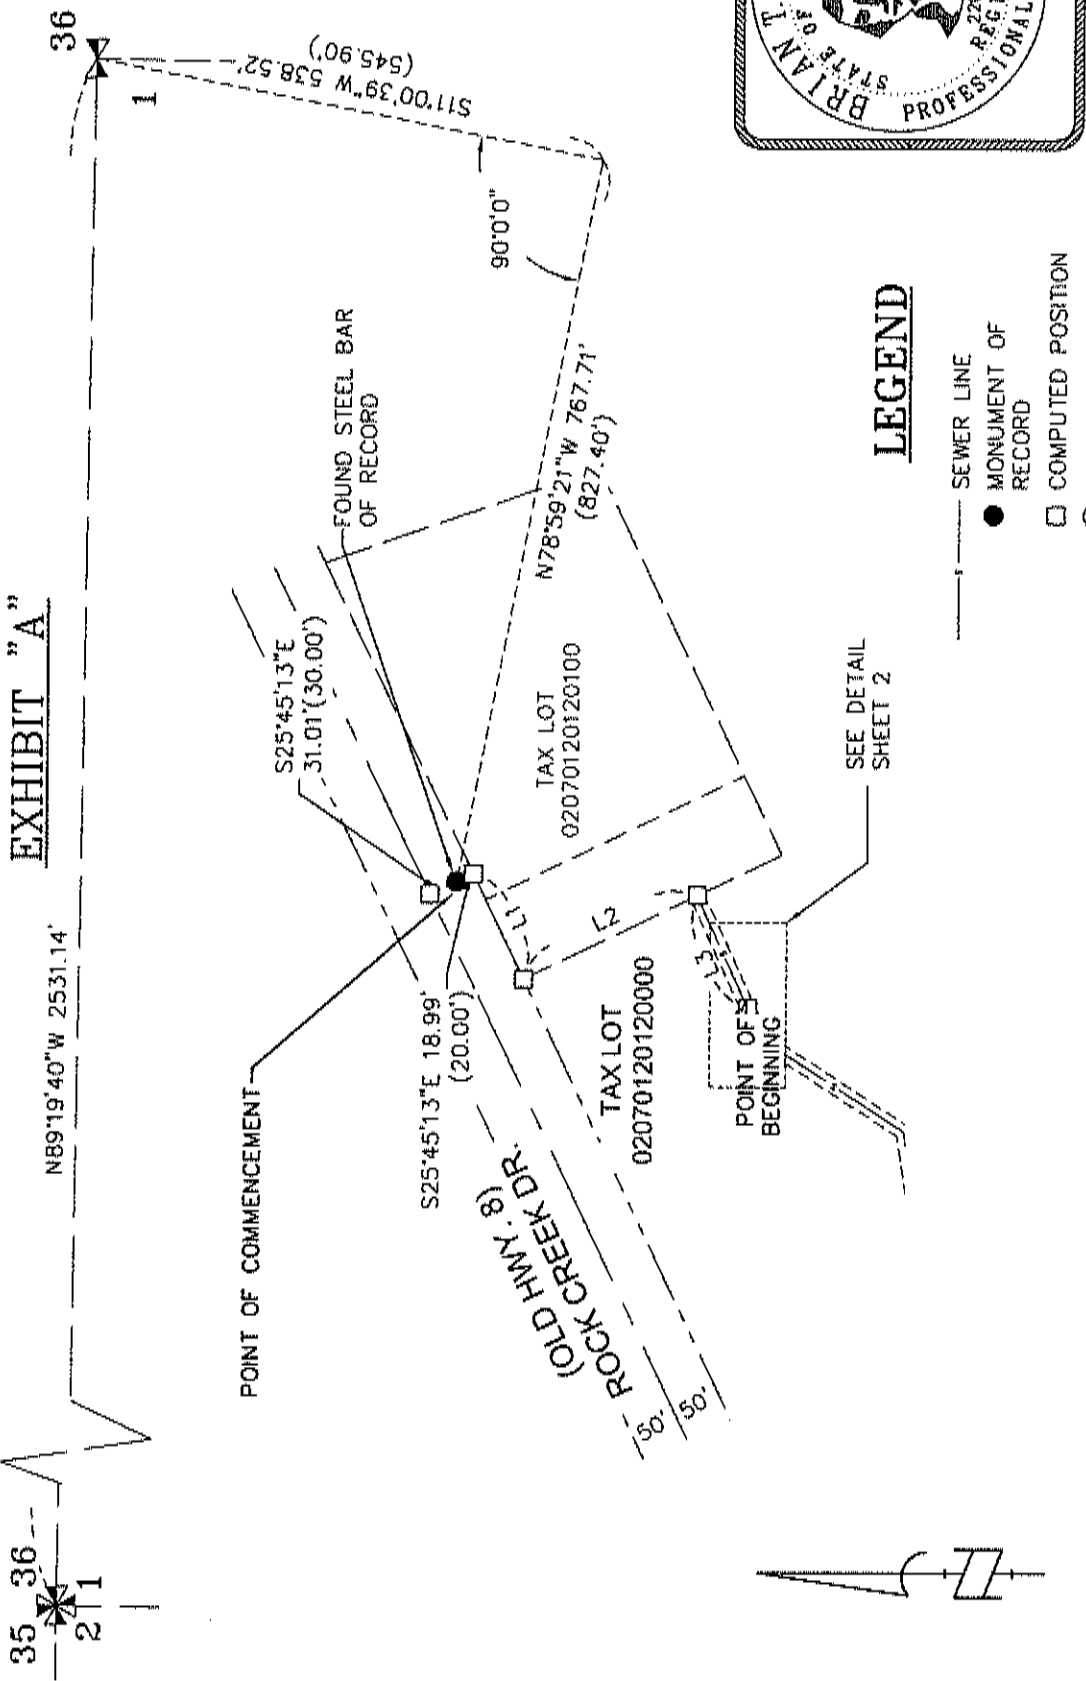 EXHIBIT "A"
35
36
2
1
N89°19'40"W 2531.14'
36
1
S11°00'39"W 538.52'
(545.90')
90°0'0"
POINT OF COMMENCEMENT
S25°45'13"E
31.01'(30.00')
FOUND STEEL BAR
OF RECORD
S25°45'13"E 18.99'
(20.00')
N78°59'21"W 767.71'
(827.40')
TAX LOT
02070120120100
L1
L2
L3
TAX LOT
02070120120000
(OLD HWY. 8)
ROCK CREEK DR.
50'
50'
POINT OF
BEGINNING
SEE DETAIL
SHEET 2
LEGEND
SEWER LINE
MONUMENT OF
RECORD
COMPUTED POSITION
BRIAN T.
STATE OF
PROFESSIONAL